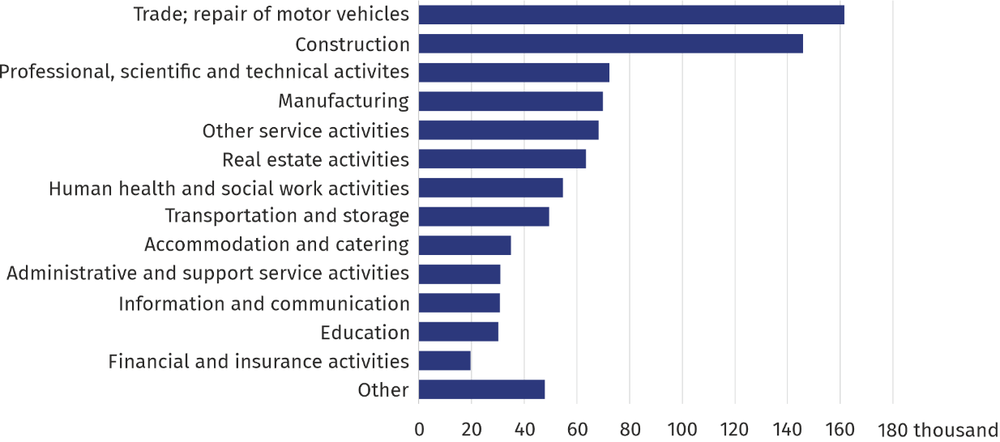 Trade; repair of motor vehicles
Construction
Professional, scientific and technical activites
Manufacturing
Other service activities
Real estate activities
Human health and social work activities
Transportation and storage
Accommodation and catering
Administrative and support service activities
Information and communication
Education
Financial and insurance activities
Other
0 20 40 60 80 100 120 140 160 180 thousand